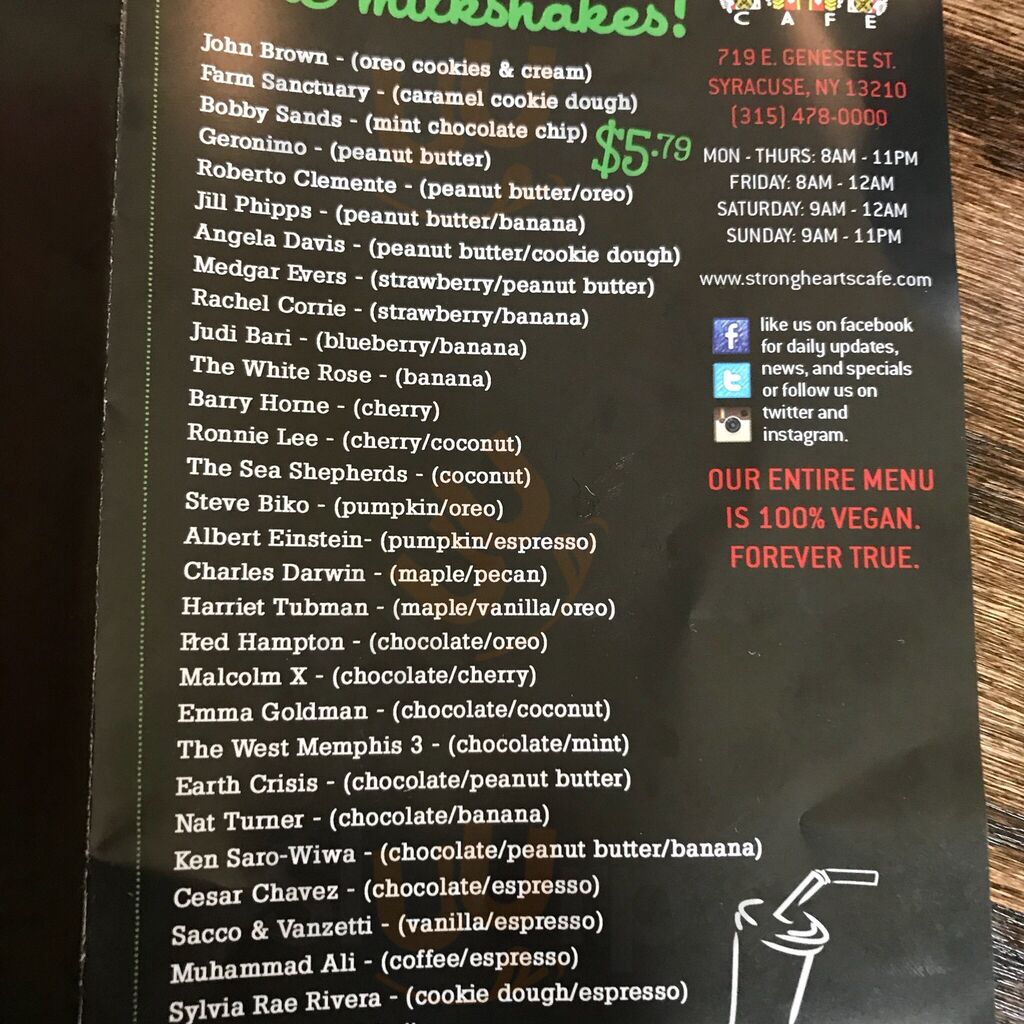 milkshakes!
John Brown - (oreo cookies & cream)
Farm Sanctuary - (caramel cookie dough)
Bobby Sands - (mint chocolate chip)
Geronimo - (peanut butter)
$5.79
Roberto Clemente - (peanut butter/oreo)
Jill Phipps - (peanut butter/banana)
Angela Davis - (peanut butter/cookie dough)
Medgar Evers - (strawberry/peanut butter)
Rachel Corrie - (strawberry/banana)
Judi Bari - (blueberry/banana)
The White Rose - (banana)
Barry Horne - (cherry)
Ronnie Lee - (cherry/coconut)
The Sea Shepherds - (coconut)
Steve Biko - (pumpkin/oreo)
Albert Einstein- (pumpkin/espresso)
Charles Darwin - (maple/pecan)
Harriet Tubman - (maple/vanilla/oreo)
Fred Hampton - (chocolate/oreo)
Malcolm X - (chocolate/cherry)
Emma Goldman - (chocolate/coconut)
The West Memphis 3 - (chocolate/mint)
Earth Crisis - (chocolate/peanut butter)
Nat Turner - (chocolate/banana)
Ken Saro-Wiwa - (chocolate/peanut butter/banana)
Cesar Chavez - (chocolate/espresso)
Sacco & Vanzetti - (vanilla/espresso)
Muhammad Ali - (coffee/espresso)
Sylvia Rae Rivera - (cookie dough/espresso)
CAFE
719 E. GENESEE ST.
SYRACUSE, NY 13210
(315) 478-0000
MON - THURS: 8AM - 11PM
FRIDAY: 8AM - 12AM
SATURDAY: 9AM - 12AM
SUNDAY: 9AM - 11PM
www.strongheartscafe.com
like us on facebook
for daily updates,
news, and specials
or follow us on
twitter and
instagram.
OUR ENTIRE MENU
IS 100% VEGAN.
FOREVER TRUE.